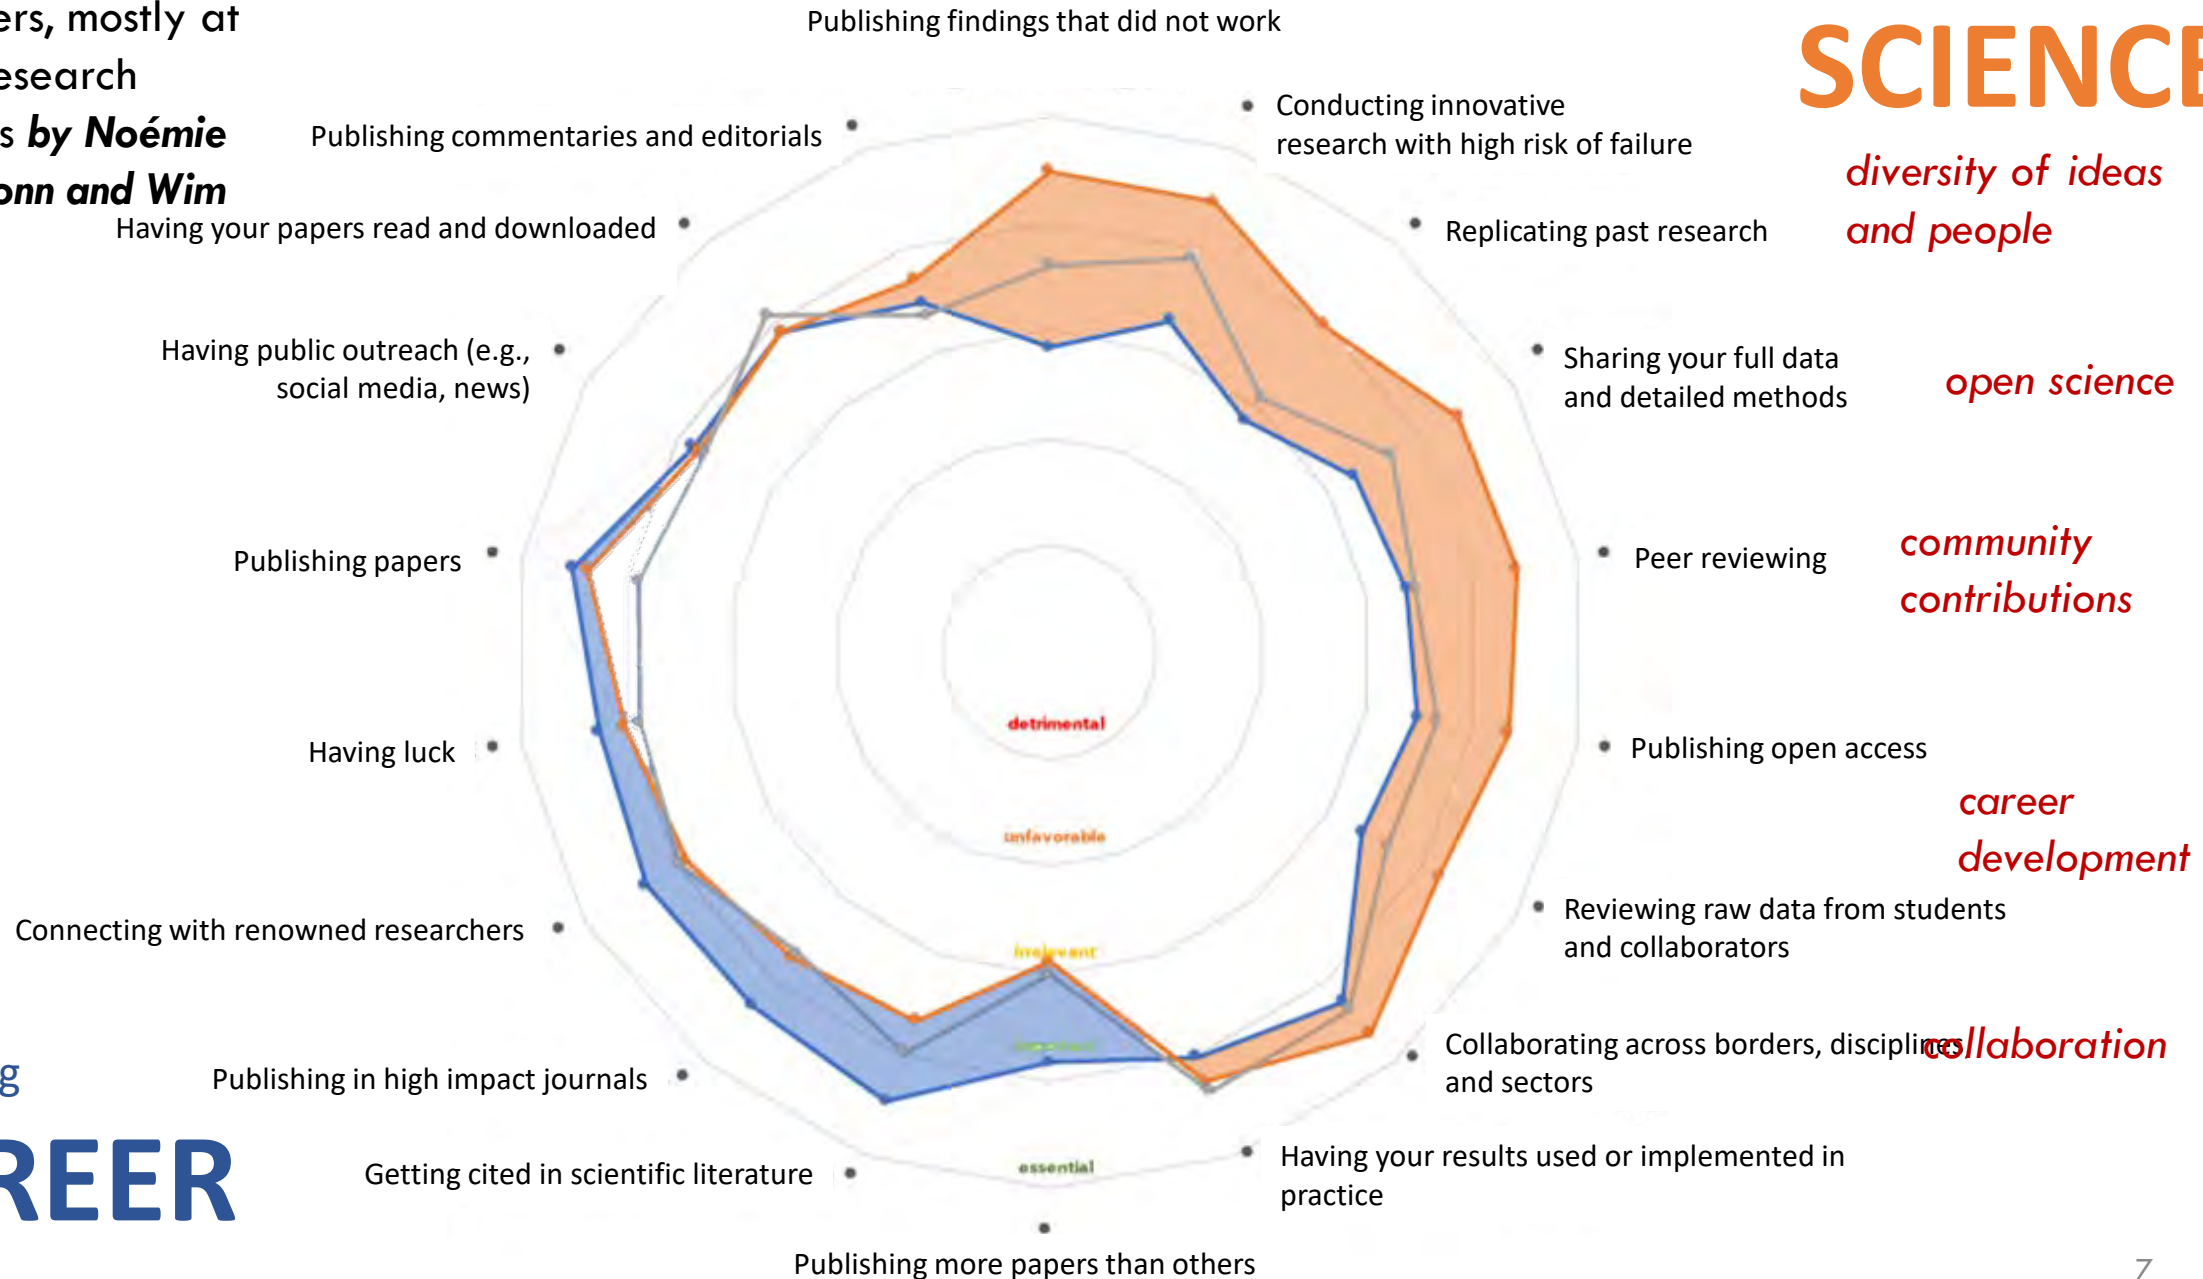 ers, mostly at
esearch
s by Noémie
onn and Wim
Publishing findings that did not work
SCIENCE
Conducting innovative
research with high risk of failure
Publishing commentaries and editorials
diversity of ideas
and people
Having your papers read and downloaded
Replicating past research
Having public outreach (e.g.,
social media, news)
Sharing your full data
and detailed methods
open science
Publishing papers
Peer reviewing
community
contributions
detrimental
Having luck
Publishing open access
unfavorable
career
development
Connecting with renowned researchers
Reviewing raw data from students
and collaborators
irrelevant
g
Publishing in high impact journals
Collaborating across borders, disciplines,
and sectors
collaboration
REER
Getting cited in scientific literature
essential
Having your results used or implemented in
practice
Publishing more papers than others
7